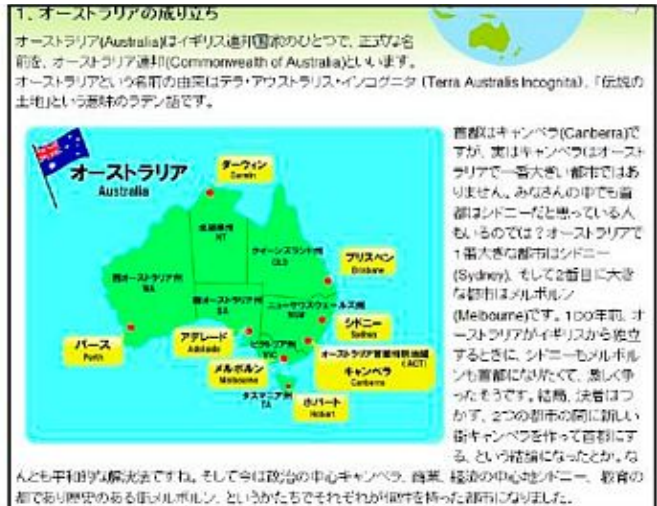 1. オーストラリアの成り立ち
オーストラリア(Australia)はイギリス連邦国家のひとつで、正式な名
前を、オーストラリア連邦(Commonwealth of Australia)といいます。
オーストラリアという名前の由来はテラ・アウストラリス・インコグニタ (Terra Australis Incognita)、「伝説の
土地」という意味のラテン語です。
オーストラリア
Australia
ダーウィン
Darwin
北部準州
NT
クイーンズランド州
QLD
ブリスベン
Brisbane
西オーストラリア州
WA
南オーストラリア州
SA
ニューサウスウェールズ州
NSW
シドニー
Sydney
パース
Perth
アデレード
Adelaide
ビクトリア州
VIC
オーストラリア首都特別地域
(ACT)
キャンベラ
Canberra
メルボルン
Melbourne
タスマニア州
TA
ホバート
Hobart
首都はキャンベラ(Canberra)で
すが、実はキャンベラはオースト
ラリアで一番大きい都市ではあ
りません。みなさんの中でも首
都はシドニーだと思っている人
もいるのでは？オーストラリアで
1番大きな都市はシドニー
(Sydney)、そして2番目に大き
な都市はメルボルン
(Melbourne)です。100年前、オ
ーストラリアがイギリスから独立
するときに、シドニーもメルボル
ンも首都になりたくて、激しく争
ったそうです。結局、決着はつ
かず、2つの都市の間に新しい
街キャンベラを作って首都にす
る、という結論になったとか。な
んとも平和的な解決法ですね。そして今は政治の中心キャンベラ、商業、経済の中心地シドニー、教育の
都であり歴史のある街メルボルン、というかたちでそれぞれが個性を持った都市になりました。